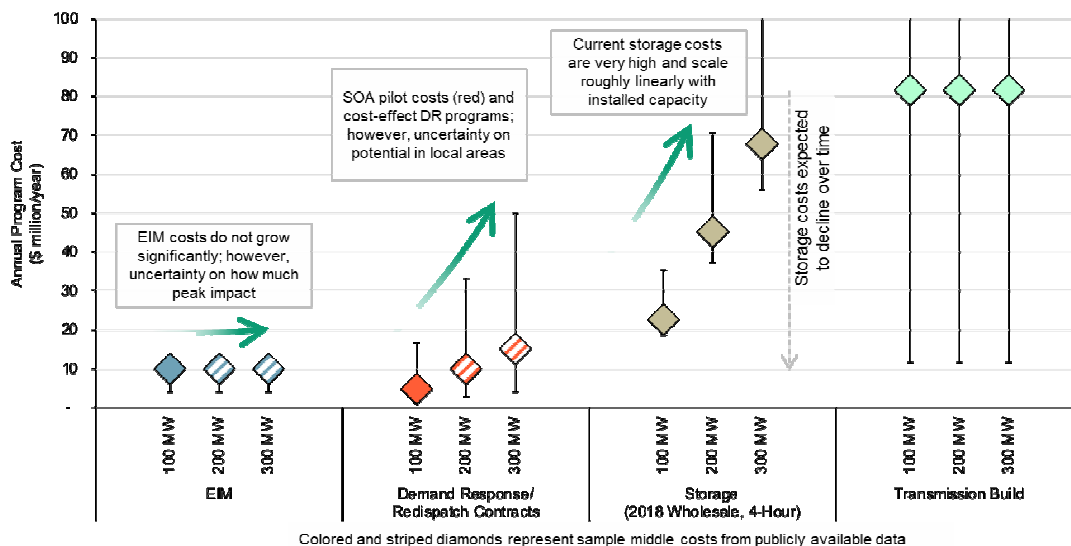 Annual Program Cost
($ million/year)
100
90
80
70
60
50
40
30
20
10
-
EIM costs do not grow
significantly; however,
uncertainty on how much
peak impact
SOA pilot costs (red) and
cost-effect DR programs;
however, uncertainty on
potential in local areas
Current storage costs
are very high and scale
roughly linearly with
installed capacity
Storage costs expected
to decline over time
100 MW
200 MW
300 MW
EIM
100 MW
200 MW
300 MW
Demand Response/
Redispatch Contracts
100 MW
200 MW
300 MW
Storage
(2018 Wholesale, 4-Hour)
100 MW
200 MW
300 MW
Transmission Build
Colored and striped diamonds represent sample middle costs from publicly available data